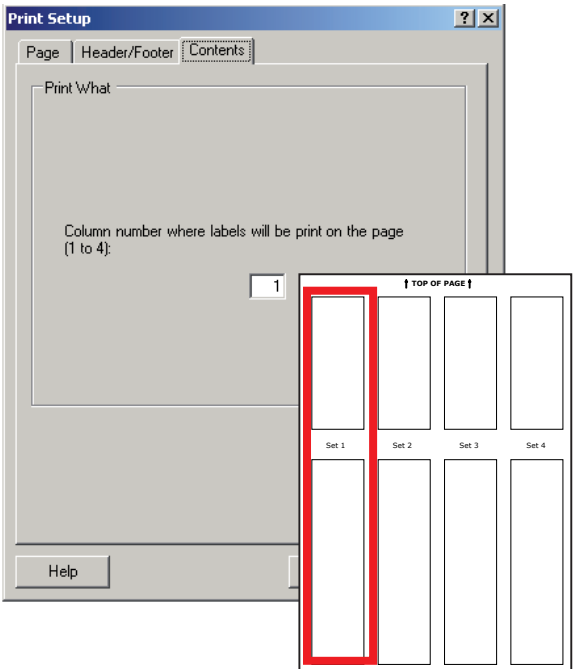 Print Setup
Page Header/Footer Contents
Print What
Column number where labels will be print on the page
(1 to 4):
1
TOP OF PAGE
Set 1 Set 2 Set 3 Set 4
Help